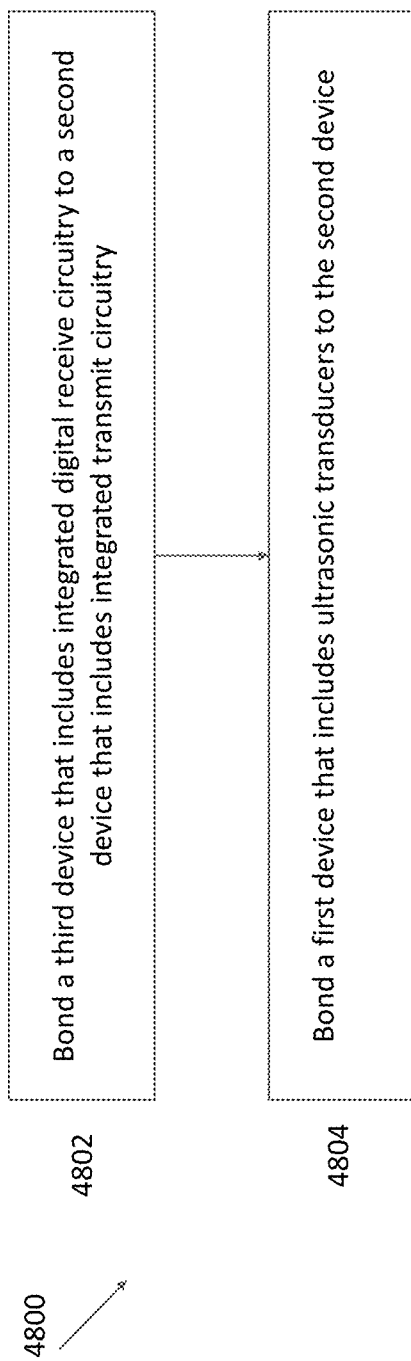 4800
4802
Bond a third device that includes integrated digital receive circuitry to a second
device that includes integrated transmit circuitry
4804
Bond a first device that includes ultrasonic transducers to the second device